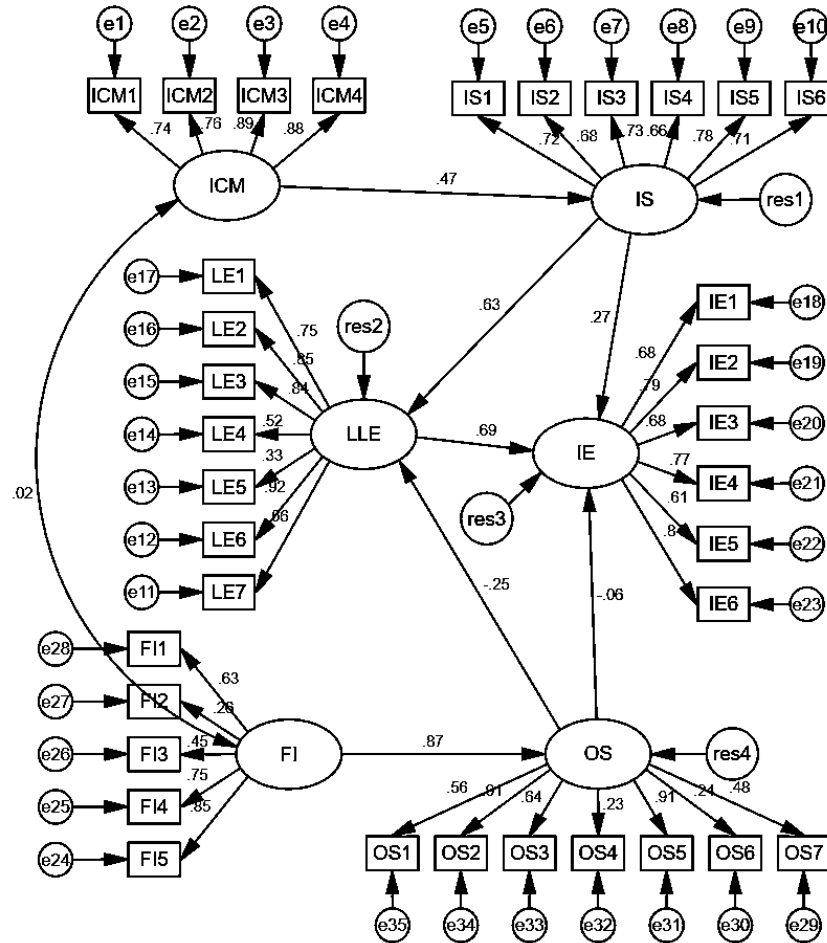 e1 e2 e3 e4 e5 e6 e7 e8 e9 e10
ICM1 ICM2 ICM3 ICM4 IS1 IS2 IS3 IS4 IS5 IS6
.74 .76 .89 .88 .72 .68 .73 .66 .78 .71
ICM .47 IS res1
e17 LE1
e16 LE2
e15 LE3
e14 LE4
e13 LE5
e12 LE6
e11 LE7
.75
.85
.84
.52
.33
.92
res2
LLE
.63
.27
.69
IE
res3
IE1 e18
IE2 e19
IE3 e20
IE4 e21
IE5 e22
IE6 e23
.68
.79
.68
.77
.61
.8
.02
-.25
-.06
e28 FI1
e27 FI2
e26 FI3
e25 FI4
e24 FI5
.63
.26
.45
.75
.85
FI .87 OS res4
.56 .91 .64 .23 .91 .24 .48
OS1 OS2 OS3 OS4 OS5 OS6 OS7
e35 e34 e33 e32 e31 e30 e29